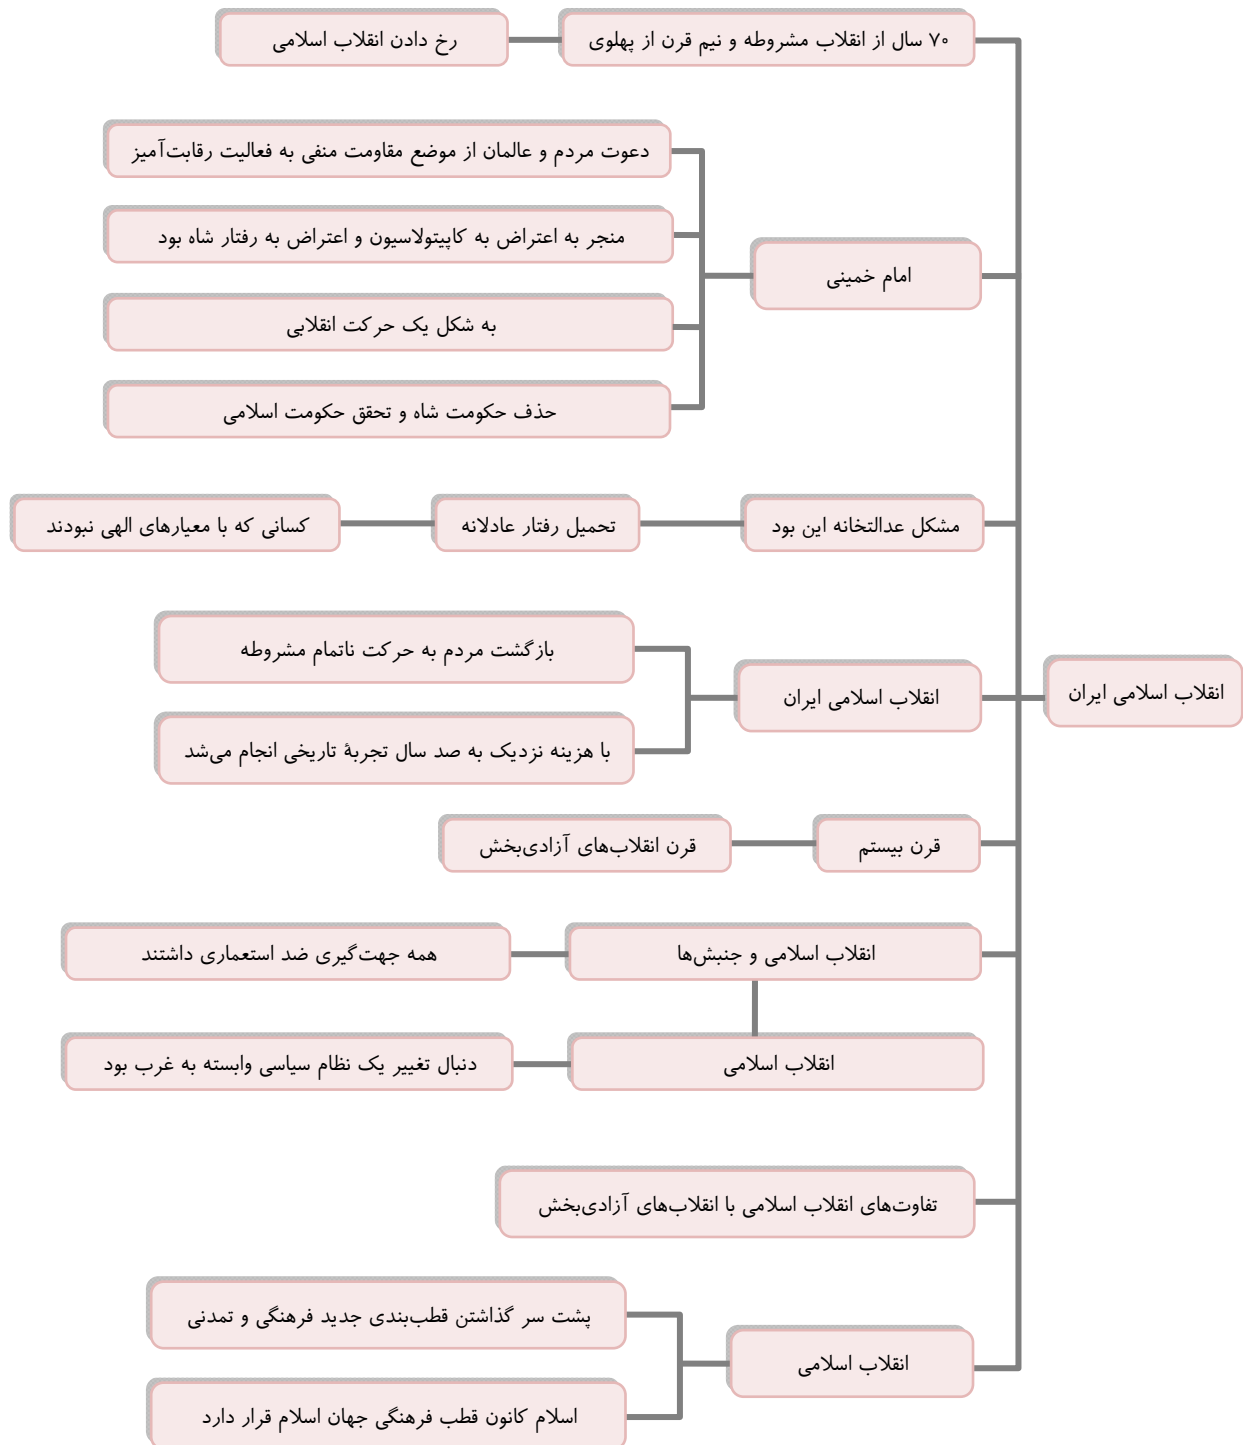 ۷۰ سال از انقلاب مشروطه و نیم قرن از پهلوی
رخ دادن انقلاب اسلامی
دعوت مردم و عالمان از موضع مقاومت منفی به فعالیت رقابت‌آمیز
منجر به اعتراض به کاپیتولاسیون و اعتراض به رفتار شاه بود
امام خمینی
به شکل یک حرکت انقلابی
حذف حکومت شاه و تحقق حکومت اسلامی
مشکل عدالتخانه این بود
تحمیل رفتار عادلانه
کسانی که با معیارهای الهی نبودند
بازگشت مردم به حرکت ناتمام مشروطه
انقلاب اسلامی ایران
انقلاب اسلامی ایران
با هزینه نزدیک به صد سال تجربهٔ تاریخی انجام می‌شد
قرن بیستم
قرن انقلاب‌های آزادی‌بخش
انقلاب اسلامی و جنبش‌ها
همه جهت‌گیری ضد استعماری داشتند
انقلاب اسلامی
دنبال تغییر یک نظام سیاسی وابسته به غرب بود
تفاوت‌های انقلاب اسلامی با انقلاب‌های آزادی‌بخش
پشت سر گذاشتن قطب‌بندی جدید فرهنگی و تمدنی
انقلاب اسلامی
اسلام کانون قطب فرهنگی جهان اسلام قرار دارد